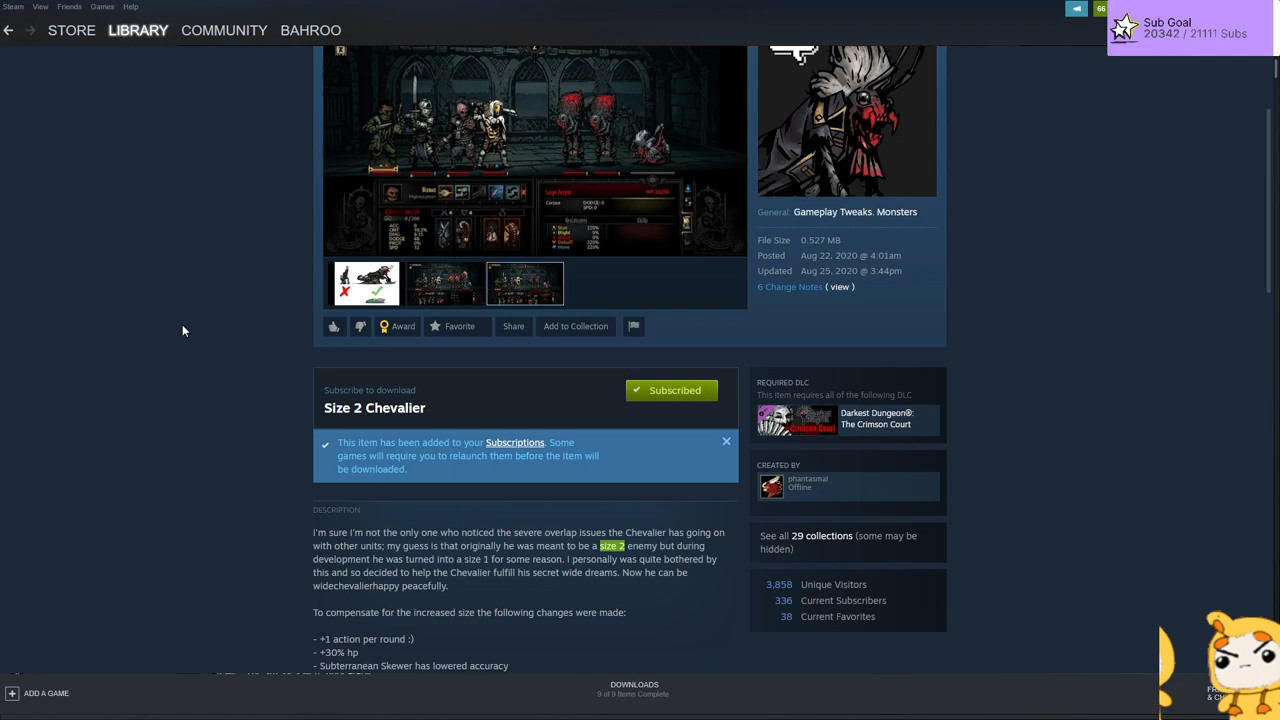 Steam View Friends Games Help
66
STORE LIBRARY COMMUNITY BAHROO
Sub Goal
20342 / 21111 Subs
General: Gameplay Tweaks, Monsters
File Size 0.527 MB
Posted Aug 22, 2020 @ 4:01am
Updated Aug 25, 2020 @ 3:44pm
6 Change Notes ( view )
Award Favorite Share Add to Collection
Subscribe to download
Size 2 Chevalier
Subscribed
This item has been added to your Subscriptions. Some
games will require you to relaunch them before the item will
be downloaded.
DESCRIPTION
I'm sure I'm not the only one who noticed the severe overlap issues the Chevalier has going on
with other units; my guess is that originally he was meant to be a size 2 enemy but during
development he was turned into a size 1 for some reason. I personally was quite bothered by
this and so decided to help the Chevalier fulfill his secret wide dreams. Now he can be
widechevalierhappy peacefully.
To compensate for the increased size the following changes were made:
- +1 action per round :)
- +30% hp
- Subterranean Skewer has lowered accuracy
REQUIRED DLC
This item requires all of the following DLC
Darkest Dungeon®:
The Crimson Court
CREATED BY
phantasmal
Offline
See all 29 collections (some may be
hidden)
3,858 Unique Visitors
336 Current Subscribers
38 Current Favorites
ADD A GAME
DOWNLOADS
9 of 9 Items Complete